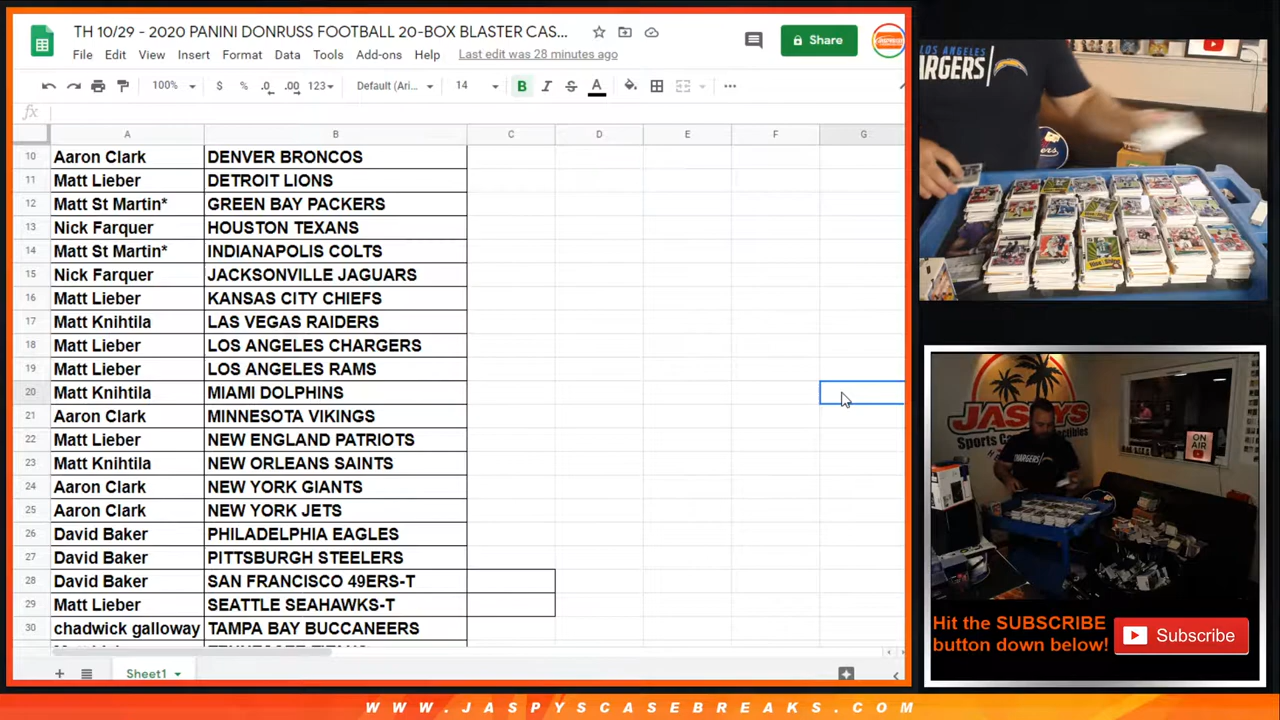 TH 10/29 - 2020 PANINI DONRUSS FOOTBALL 20-BOX BLASTER CAS...
Share
File Edit View Insert Format Data Tools Add-ons Help Last edit was 28 minutes ago
100% $ % .0 .00 123 Default (Ari... 14 B I S A
fx
A B C D E F G
10 Aaron Clark DENVER BRONCOS
11 Matt Lieber DETROIT LIONS
12 Matt St Martin* GREEN BAY PACKERS
13 Nick Farquer HOUSTON TEXANS
14 Matt St Martin* INDIANAPOLIS COLTS
15 Nick Farquer JACKSONVILLE JAGUARS
16 Matt Lieber KANSAS CITY CHIEFS
17 Matt Knihtila LAS VEGAS RAIDERS
18 Matt Lieber LOS ANGELES CHARGERS
19 Matt Lieber LOS ANGELES RAMS
20 Matt Knihtila MIAMI DOLPHINS
21 Aaron Clark MINNESOTA VIKINGS
22 Matt Lieber NEW ENGLAND PATRIOTS
23 Matt Knihtila NEW ORLEANS SAINTS
24 Aaron Clark NEW YORK GIANTS
25 Aaron Clark NEW YORK JETS
26 David Baker PHILADELPHIA EAGLES
27 David Baker PITTSBURGH STEELERS
28 David Baker SAN FRANCISCO 49ERS-T
29 Matt Lieber SEATTLE SEAHAWKS-T
30 chadwick galloway TAMPA BAY BUCCANEERS
Sheet1
LOS ANGELES
HARGERS
JASPYS
Sports Ca
ectibles
CHARGERS
ON
AIR
Hit the SUBSCRIBE
button down below!
Subscribe
WWW.JASPYSCASEBREAKS.COM